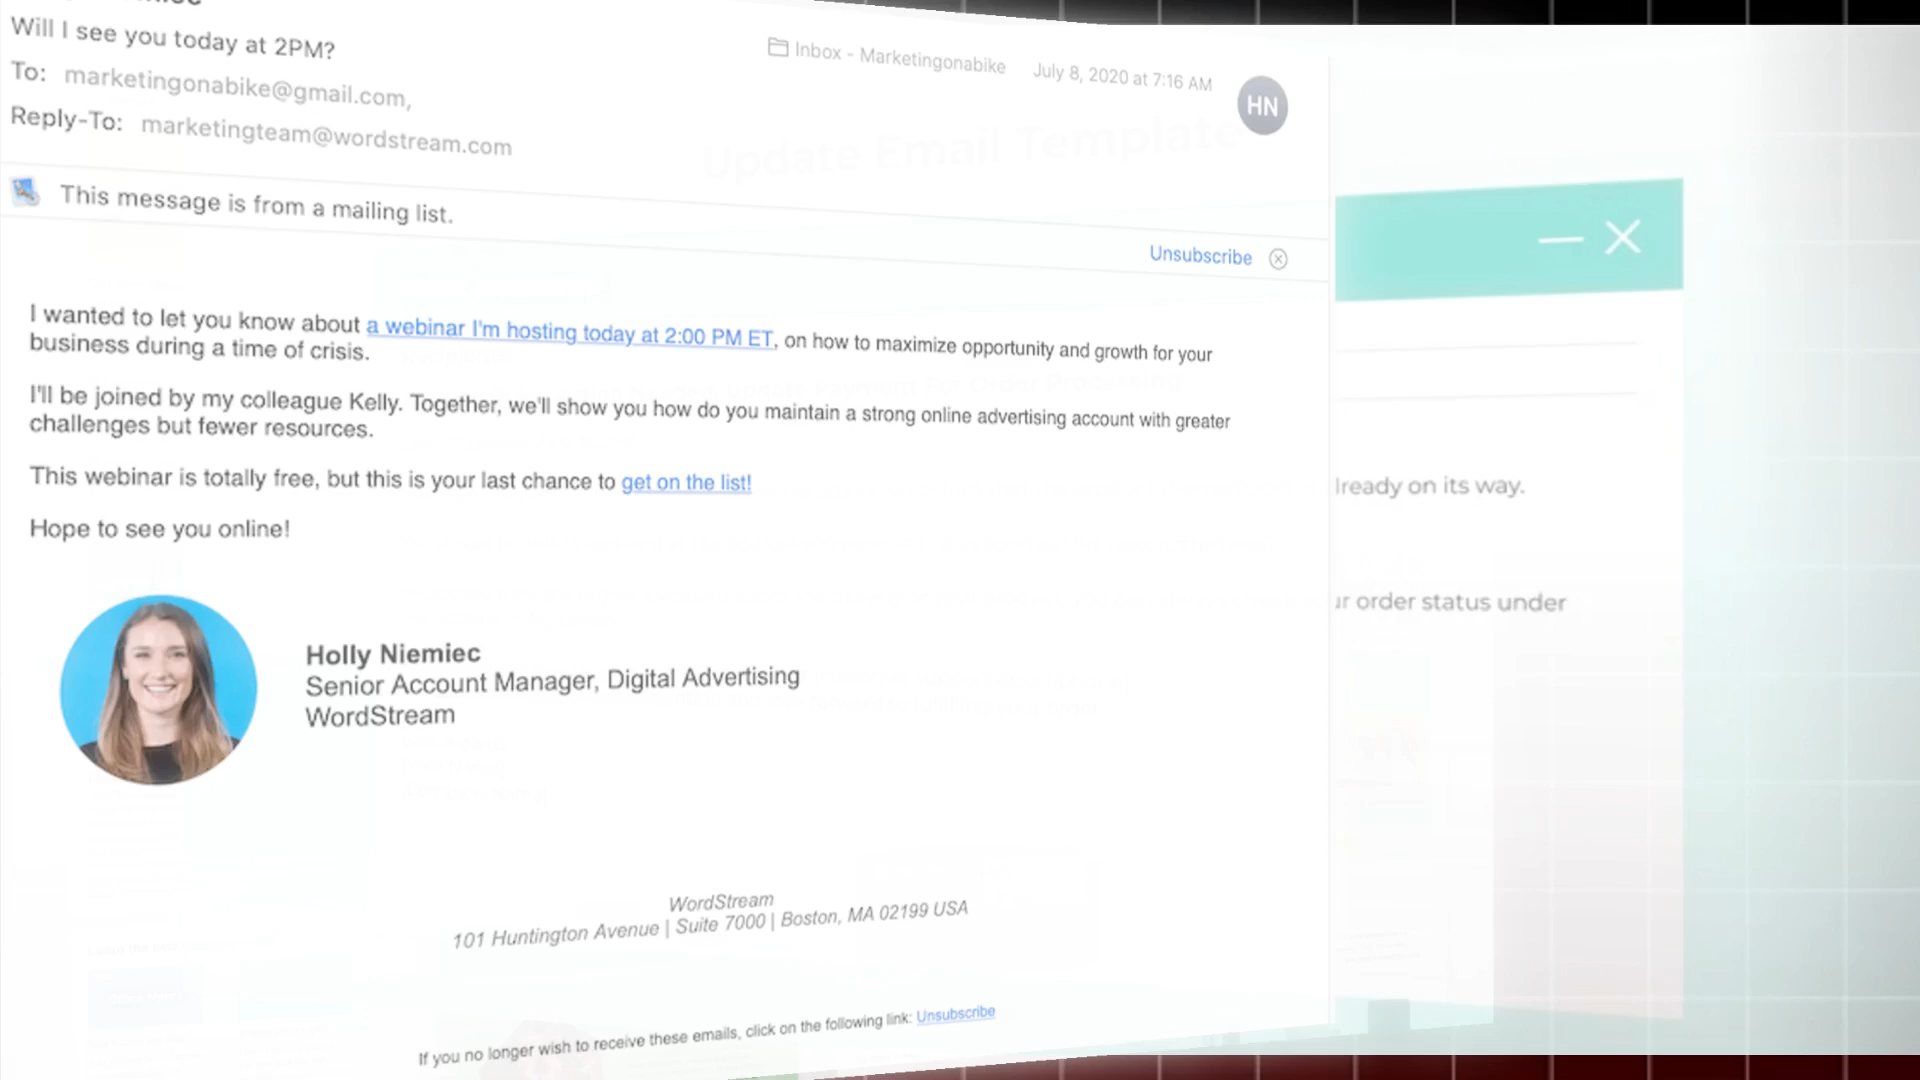 Will I see you today at 2PM?
Inbox - Marketingonabike July 8, 2020 at 7:16 AM
HN
To: marketingonabike@gmail.com,
Reply-To: marketingteam@wordstream.com
Update Email Template
This message is from a mailing list.
Unsubscribe
I wanted to let you know about a webinar I'm hosting today at 2:00 PM ET, on how to maximize opportunity and growth for your
business during a time of crisis.
I'll be joined by my colleague Kelly. Together, we'll show you how do you maintain a strong online advertising account with greater
challenges but fewer resources.
This webinar is totally free, but this is your last chance to get on the list!
lready on its way.
Hope to see you online!
r order status under
Holly Niemiec
Senior Account Manager, Digital Advertising
WordStream
WordStream
101 Huntington Avenue | Suite 7000 | Boston, MA 02199 USA
If you no longer wish to receive these emails, click on the following link: Unsubscribe